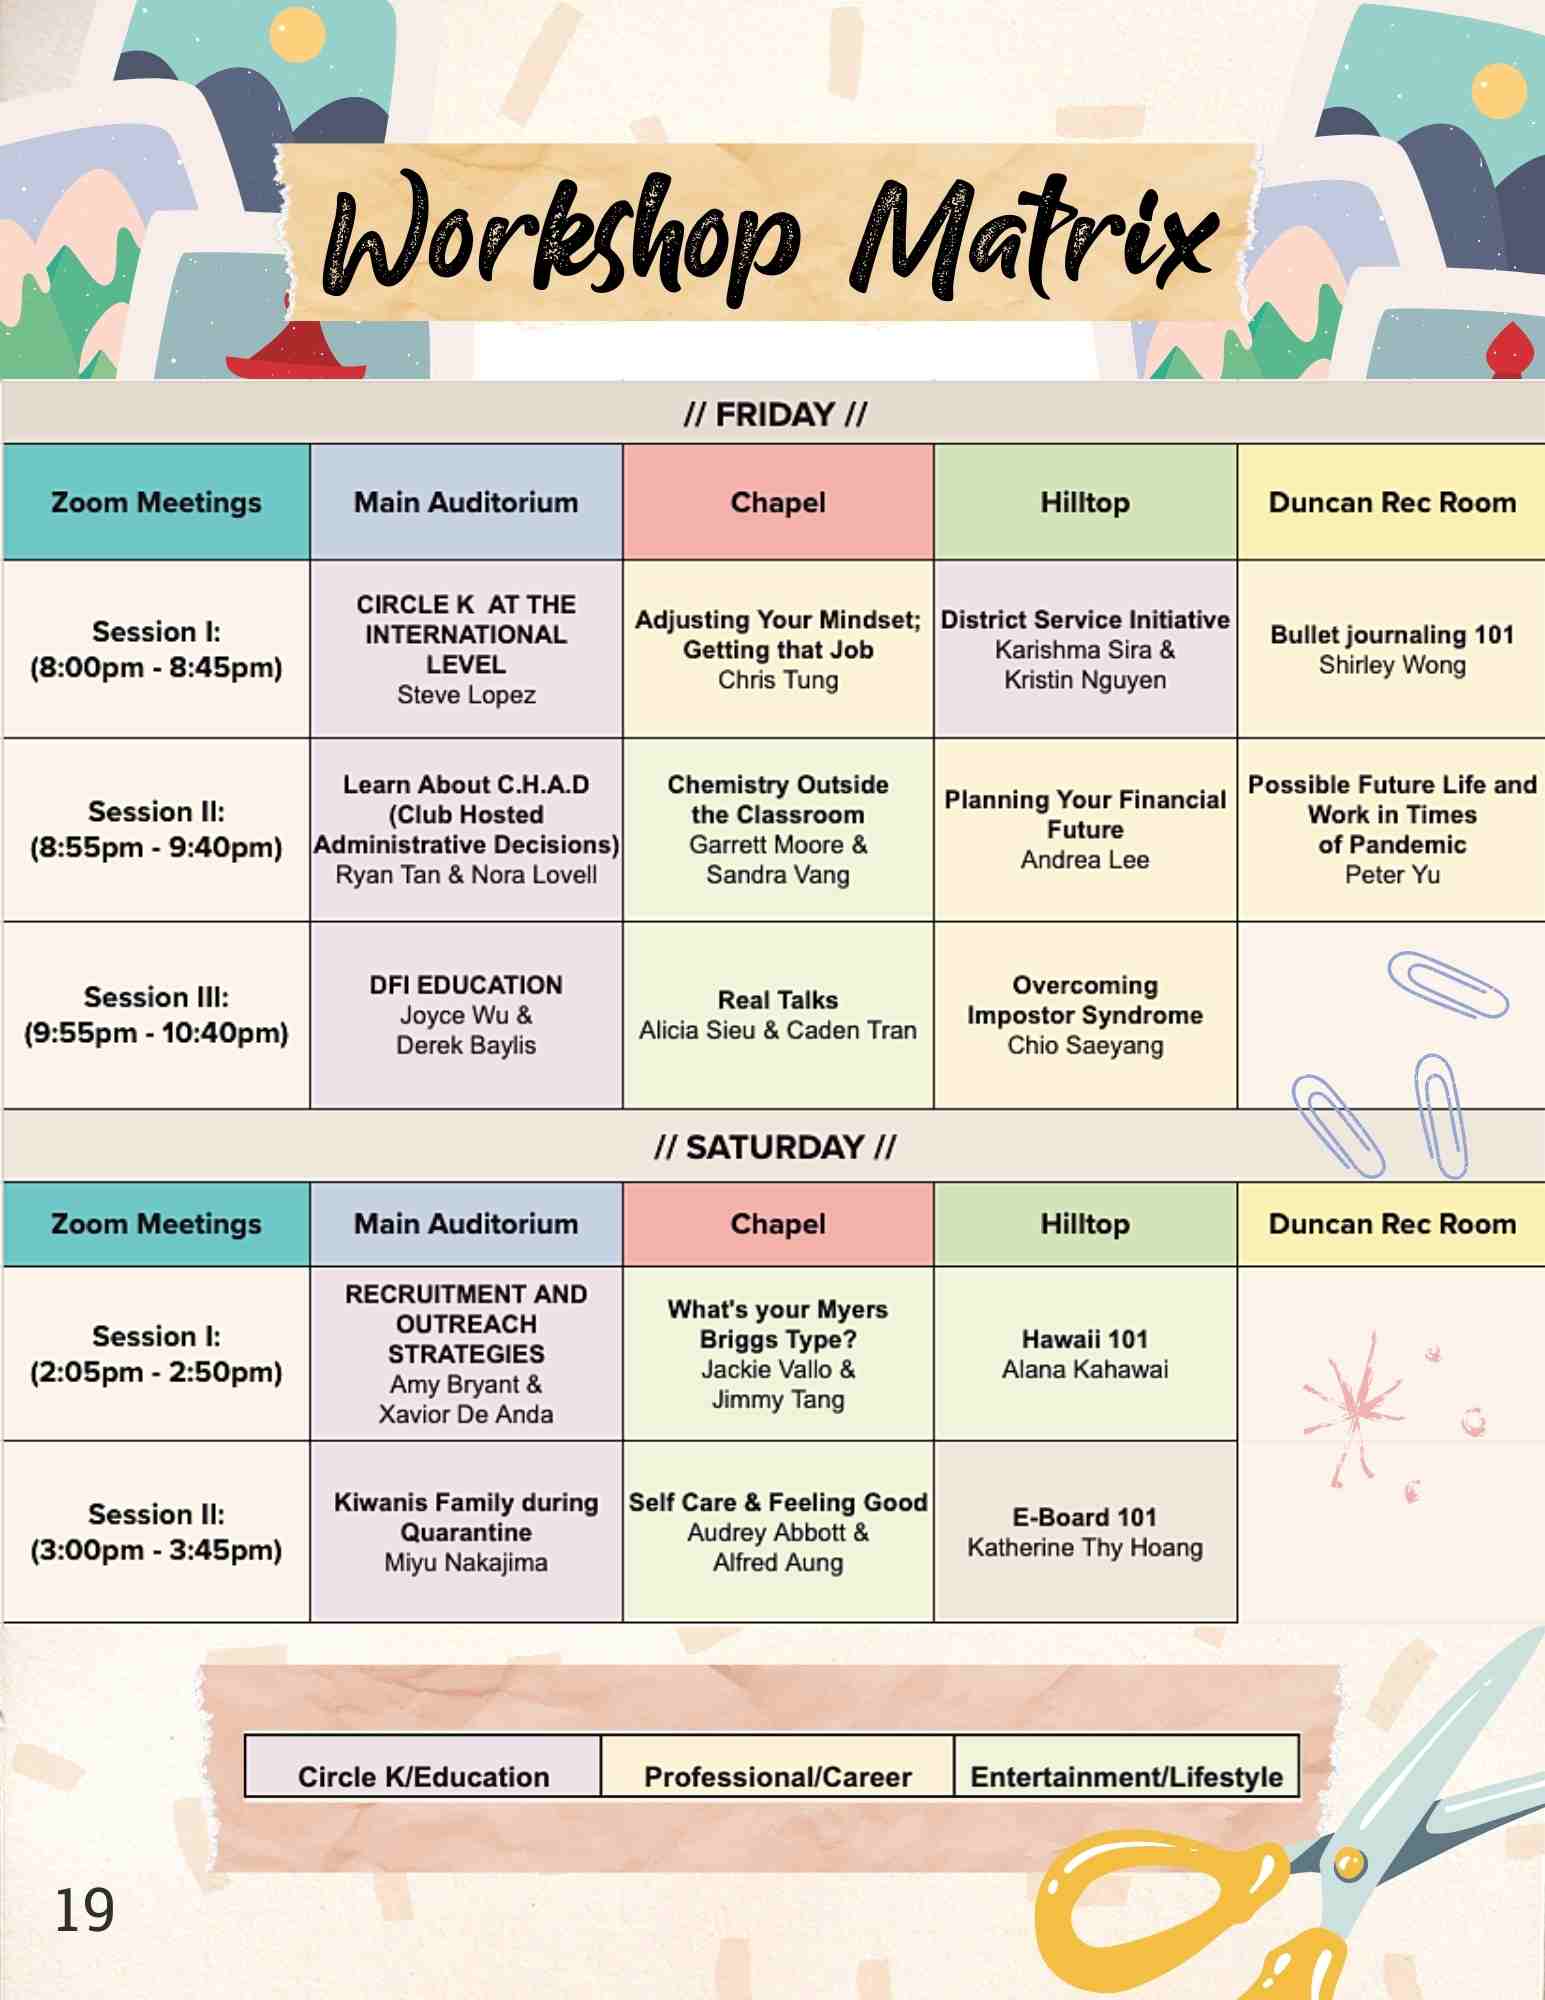 Workshop Matrix
// FRIDAY //
Zoom Meetings
Main Auditorium
Chapel
Hilltop
Duncan Rec Room
Session I:
(8:00pm - 8:45pm)
CIRCLE K AT THE
INTERNATIONAL
LEVEL
Steve Lopez
Adjusting Your Mindset;
Getting that Job
Chris Tung
District Service Initiative
Karishma Sira &
Kristin Nguyen
Bullet journaling 101
Shirley Wong
Session II:
(8:55pm - 9:40pm)
Learn About C.H.A.D
(Club Hosted
Administrative Decisions)
Ryan Tan & Nora Lovell
Chemistry Outside
the Classroom
Garrett Moore &
Sandra Vang
Planning Your Financial
Future
Andrea Lee
Possible Future Life and
Work in Times
of Pandemic
Peter Yu
Session III:
(9:55pm - 10:40pm)
DFI EDUCATION
Joyce Wu &
Derek Baylis
Real Talks
Alicia Sieu & Caden Tran
Overcoming
Impostor Syndrome
Chio Saeyang
// SATURDAY //
Zoom Meetings
Main Auditorium
Chapel
Hilltop
Duncan Rec Room
Session I:
(2:05pm - 2:50pm)
RECRUITMENT AND
OUTREACH
STRATEGIES
Amy Bryant &
Xavior De Anda
What's your Myers
Briggs Type?
Jackie Vallo &
Jimmy Tang
Hawaii 101
Alana Kahawai
Session II:
(3:00pm - 3:45pm)
Kiwanis Family during
Quarantine
Miyu Nakajima
Self Care & Feeling Good
Audrey Abbott &
Alfred Aung
E-Board 101
Katherine Thy Hoang
Circle K/Education
Professional/Career
Entertainment/Lifestyle
19